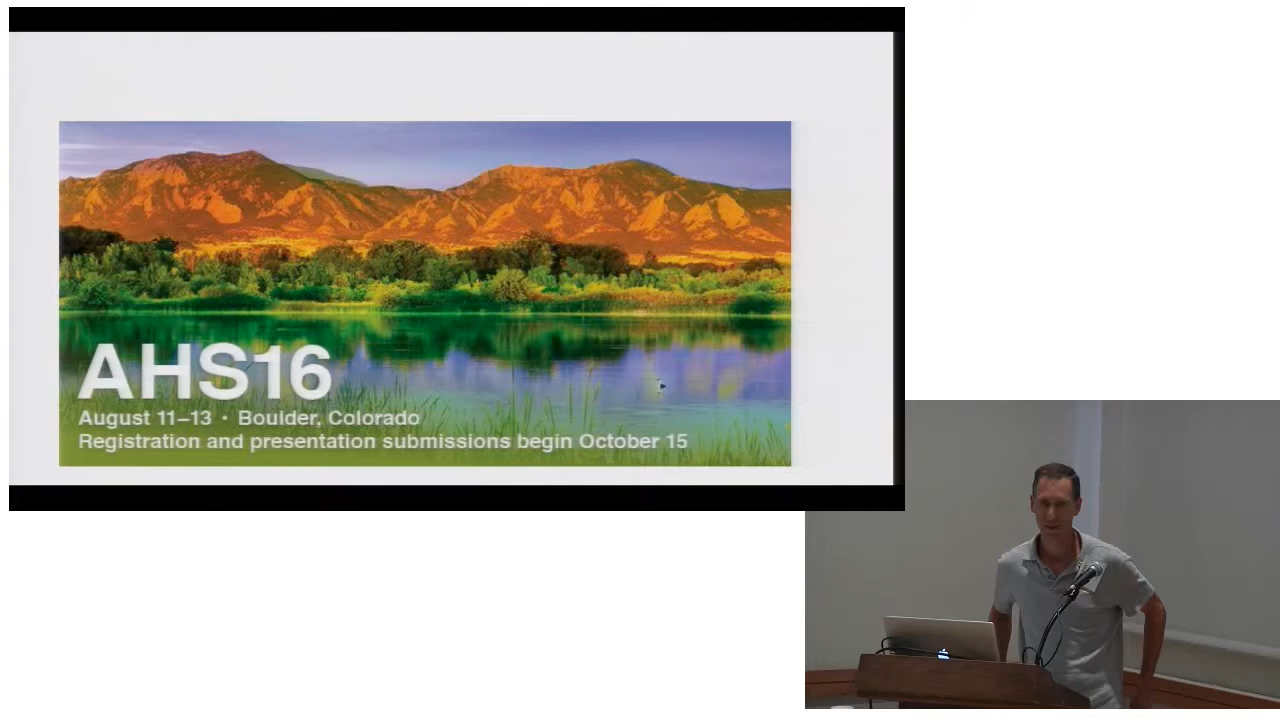 AHS16
August 11–13 · Boulder, Colorado
Registration and presentation submissions begin October 15